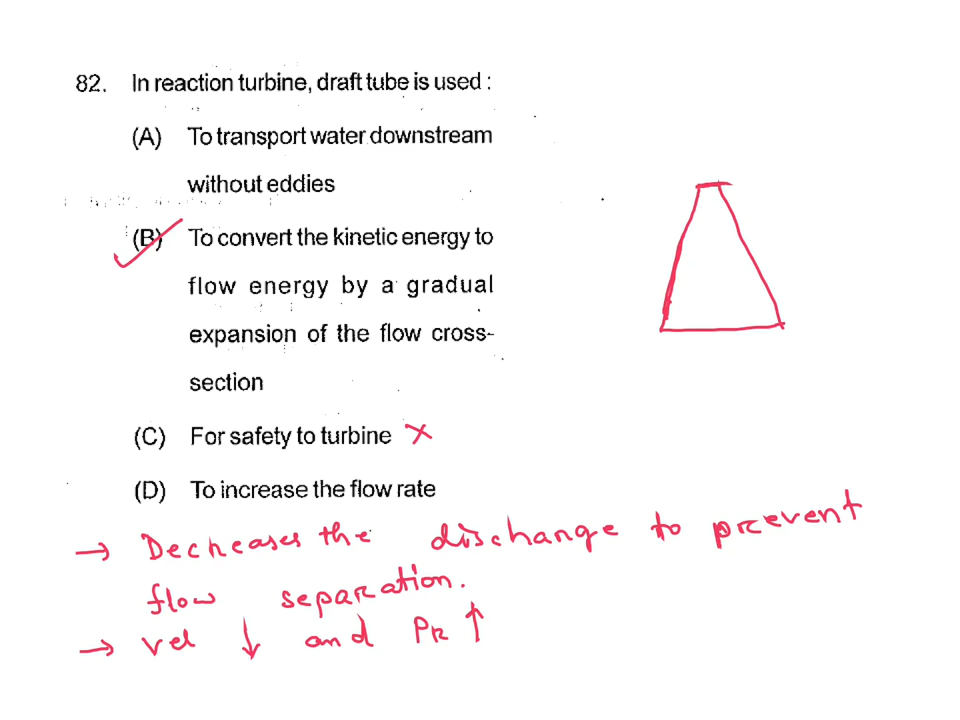 82. In reaction turbine, draft tube is used :
(A) To transport water downstream
without eddies
(B) To convert the kinetic energy to
flow energy by a gradual
expansion of the flow cross-
section
(C) For safety to turbine ×
(D) To increase the flow rate
→ Decreases the discharge to prevent
flow separation.
→ vel ↓ and PR ↑